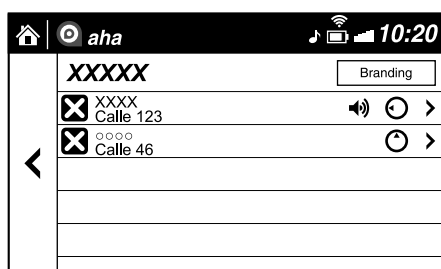 aha 10:20
XXXXX Branding
XXXX
Calle 123
○○○○
Calle 46